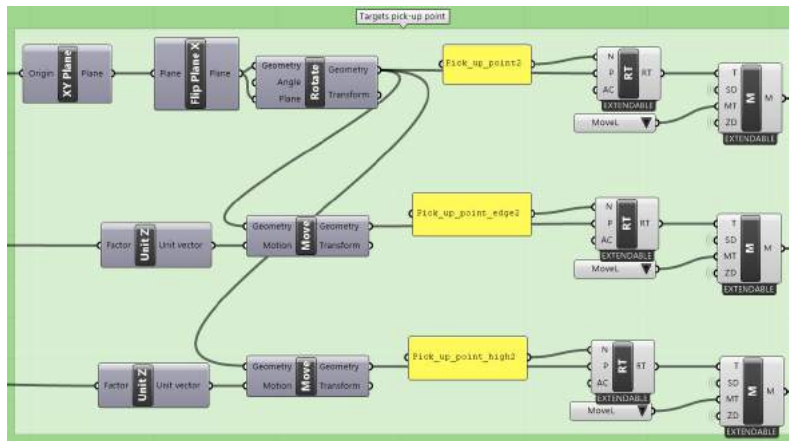 Targets pick-up point
Origin XY Plane Plane
Plane Flip Plane X Plane
Geometry Angle Plane Rotate Geometry Transform
Pick_up_point2
N P AC RT RT
EXTENDABLE
MoveL
T SD MT ZD M M
EXTENDABLE
Factor Unit Z Unit vector
Geometry Motion Move Geometry Transform
Pick_up_point_edge2
N P AC RT RT
EXTENDABLE
MoveL
T SD MT ZD M M
EXTENDABLE
Factor Unit Z Unit vector
Geometry Motion Move Geometry Transform
Pick_up_point_high2
N P AC RT RT
EXTENDABLE
MoveL
T SD MT ZD M M
EXTENDABLE